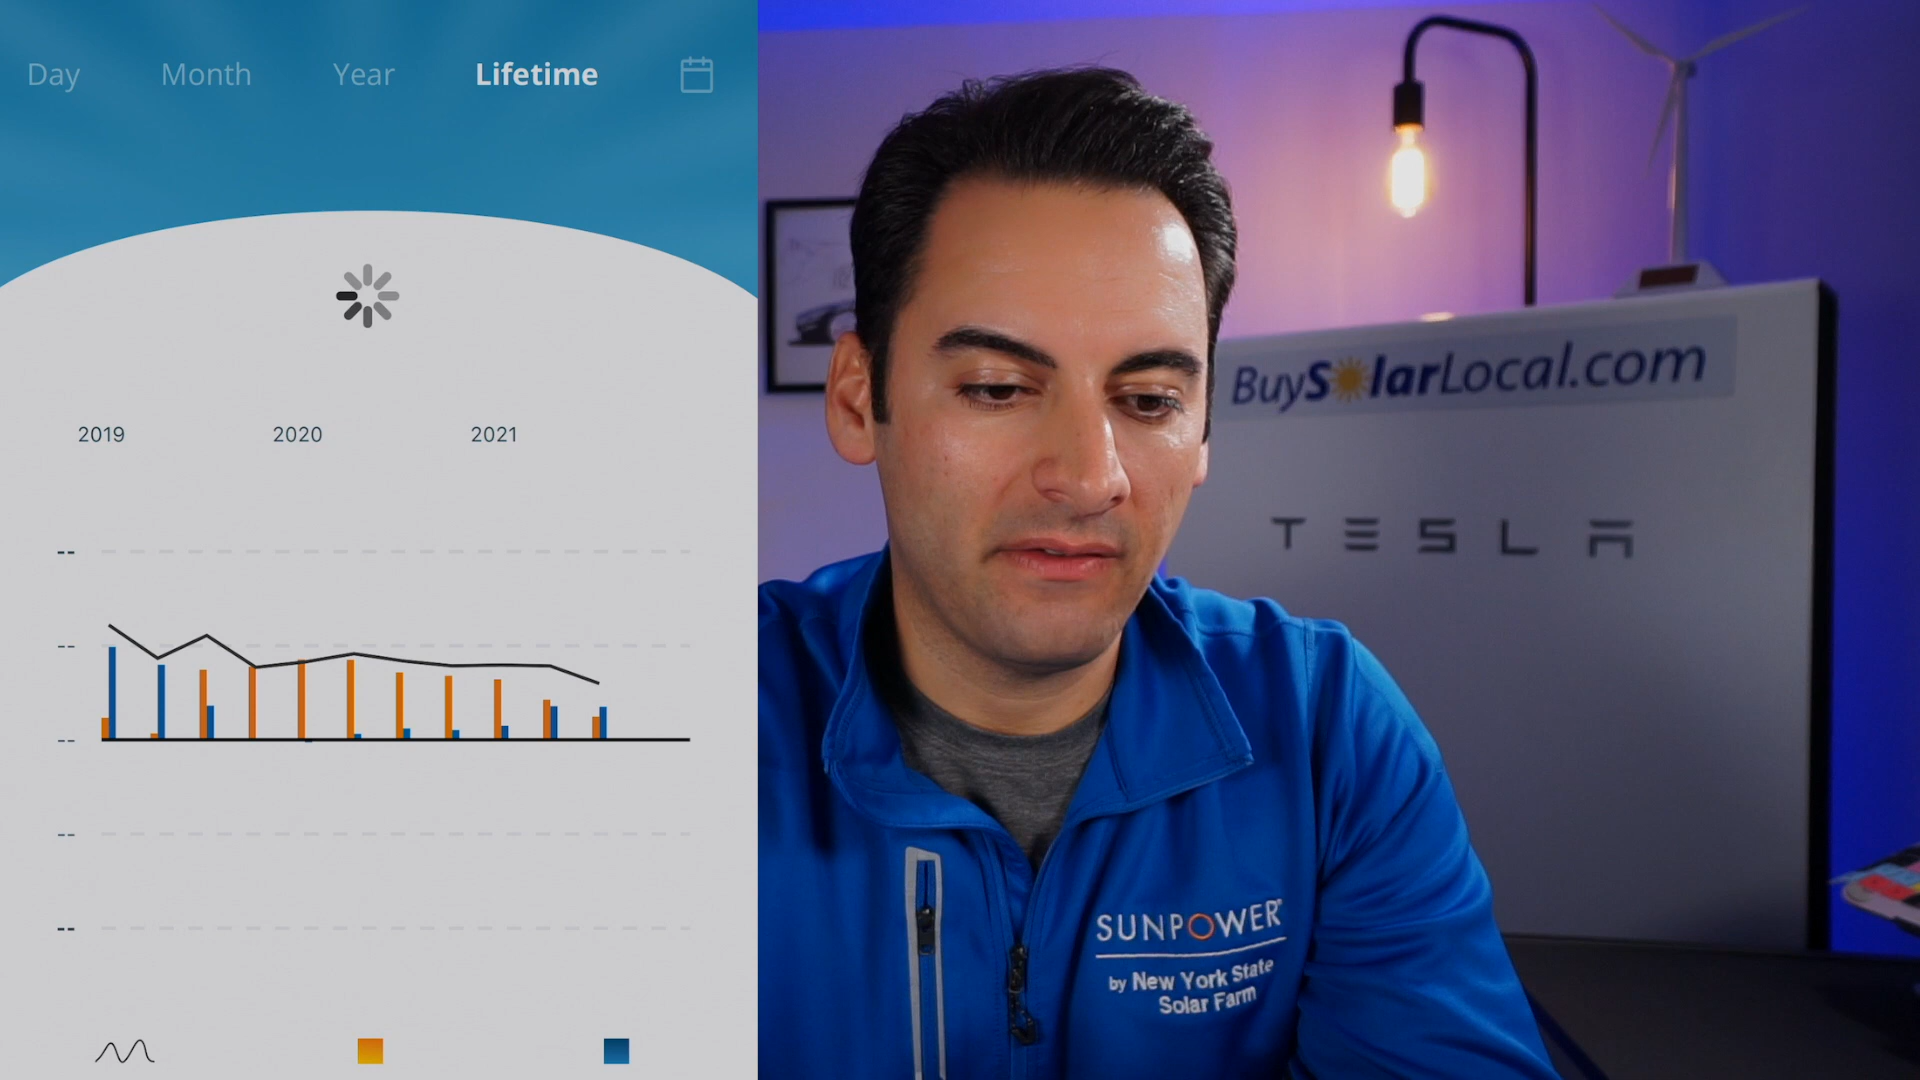 Day Month Year Lifetime
2019 2020 2021
--
--
--
--
--
BuySolarLocal.com
TESLA
SUNPOWER
by New York State
Solar Farm